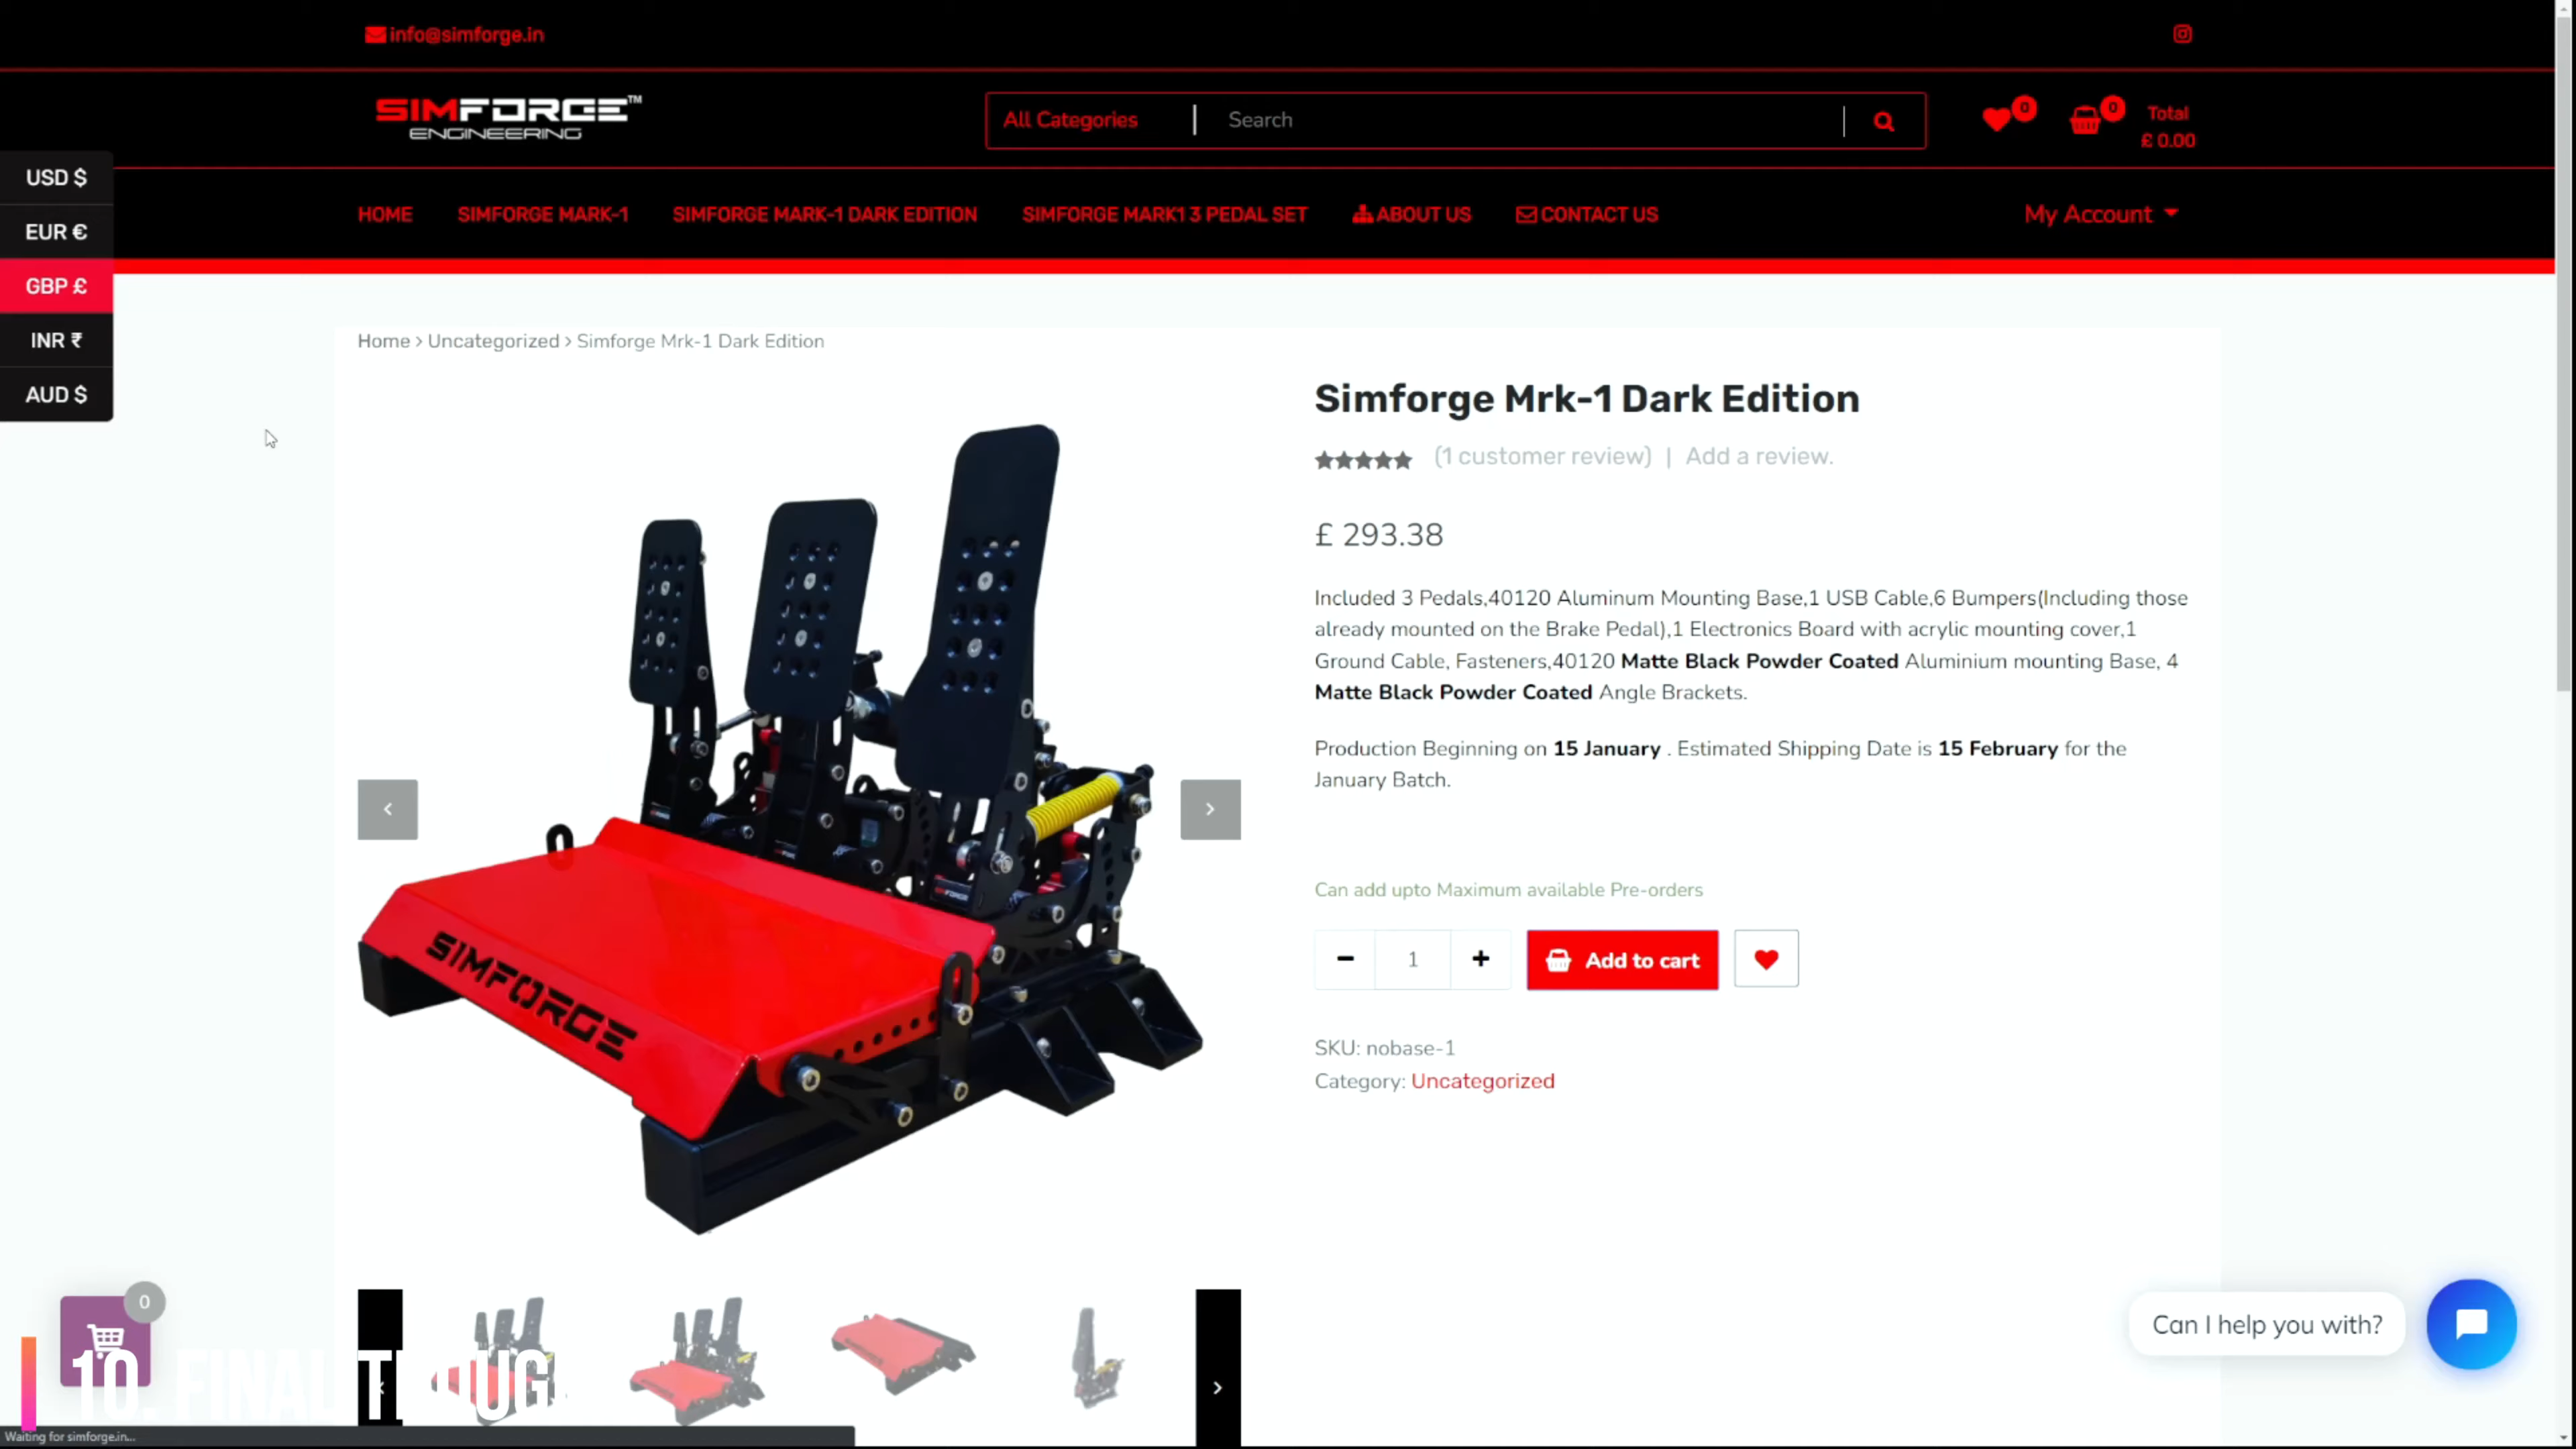 info@simforge.in
SIMFORGE™
ENGINEERING
All Categories
Search
0
0
Total
£ 0.00
USD $
EUR €
GBP £
INR ₹
AUD $
HOME
SIMFORGE MARK-1
SIMFORGE MARK-1 DARK EDITION
SIMFORGE MARK1 3 PEDAL SET
ABOUT US
CONTACT US
My Account
Home > Uncategorized > Simforge Mrk-1 Dark Edition
Simforge Mrk-1 Dark Edition
(1 customer review) | Add a review.
£ 293.38
Included 3 Pedals,40120 Aluminum Mounting Base,1 USB Cable,6 Bumpers(Including those
already mounted on the Brake Pedal),1 Electronics Board with acrylic mounting cover,1
Ground Cable, Fasteners,40120 Matte Black Powder Coated Aluminium mounting Base, 4
Matte Black Powder Coated Angle Brackets.
Production Beginning on 15 January . Estimated Shipping Date is 15 February for the
January Batch.
SIMFORGE
Can add upto Maximum available Pre-orders
- 1 +
Add to cart
SKU: nobase-1
Category: Uncategorized
0
10. FINAL
Can I help you with?
Waiting for simforge.in...